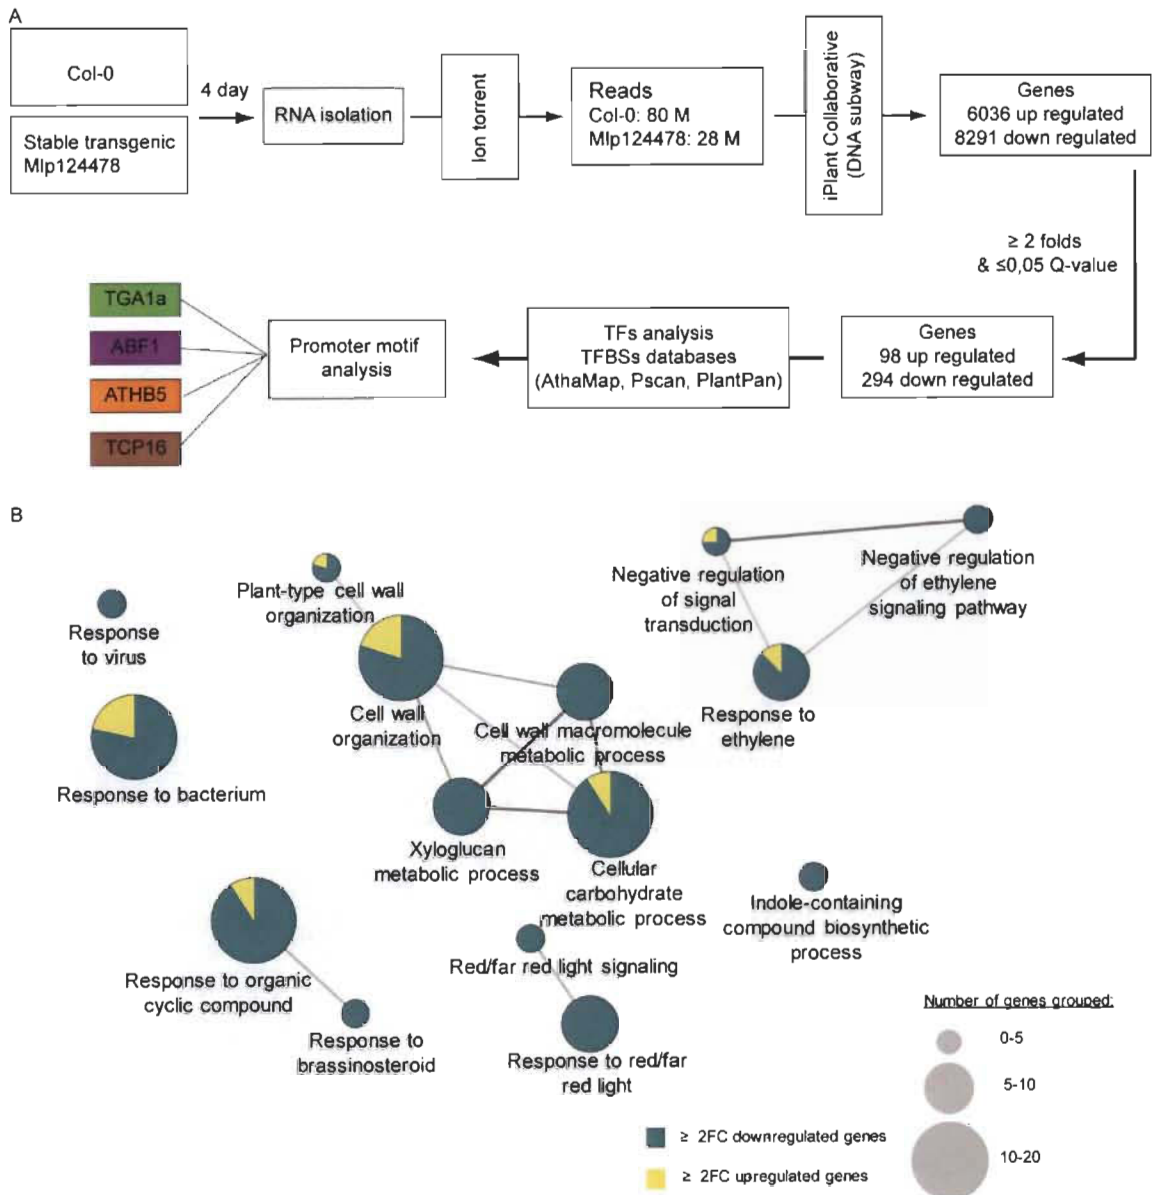 A
Col-0
Stable transgenic
Mlp124478
4 day
RNA isolation
Ion torrent
Reads
Col-0: 80 M
Mlp124478: 28 M
iPlant Collaborative
(DNA subway)
Genes
6036 up regulated
8291 down regulated
≥ 2 folds
& ≤0,05 Q-value
Genes
98 up regulated
294 down regulated
TFs analysis
TFBSs databases
(AthaMap, Pscan, PlantPan)
Promoter motif
analysis
TGA1a
ABF1
ATHB5
TCP16
B
Response
to virus
Plant-type cell wall
organization
Negative regulation
of signal
transduction
Negative regulation
of ethylene
signaling pathway
Response to bacterium
Cell wall
organization
Cell wall macromolecule
metabolic process
Response to
ethylene
Xyloglucan
metabolic process
Cellular
carbohydrate
metabolic process
Indole-containing
compound biosynthetic
process
Response to organic
cyclic compound
Response to
brassinosteroid
Red/far red light signaling
Response to red/far
red light
Number of genes grouped:
0-5
5-10
10-20
≥ 2FC downregulated genes
≥ 2FC upregulated genes